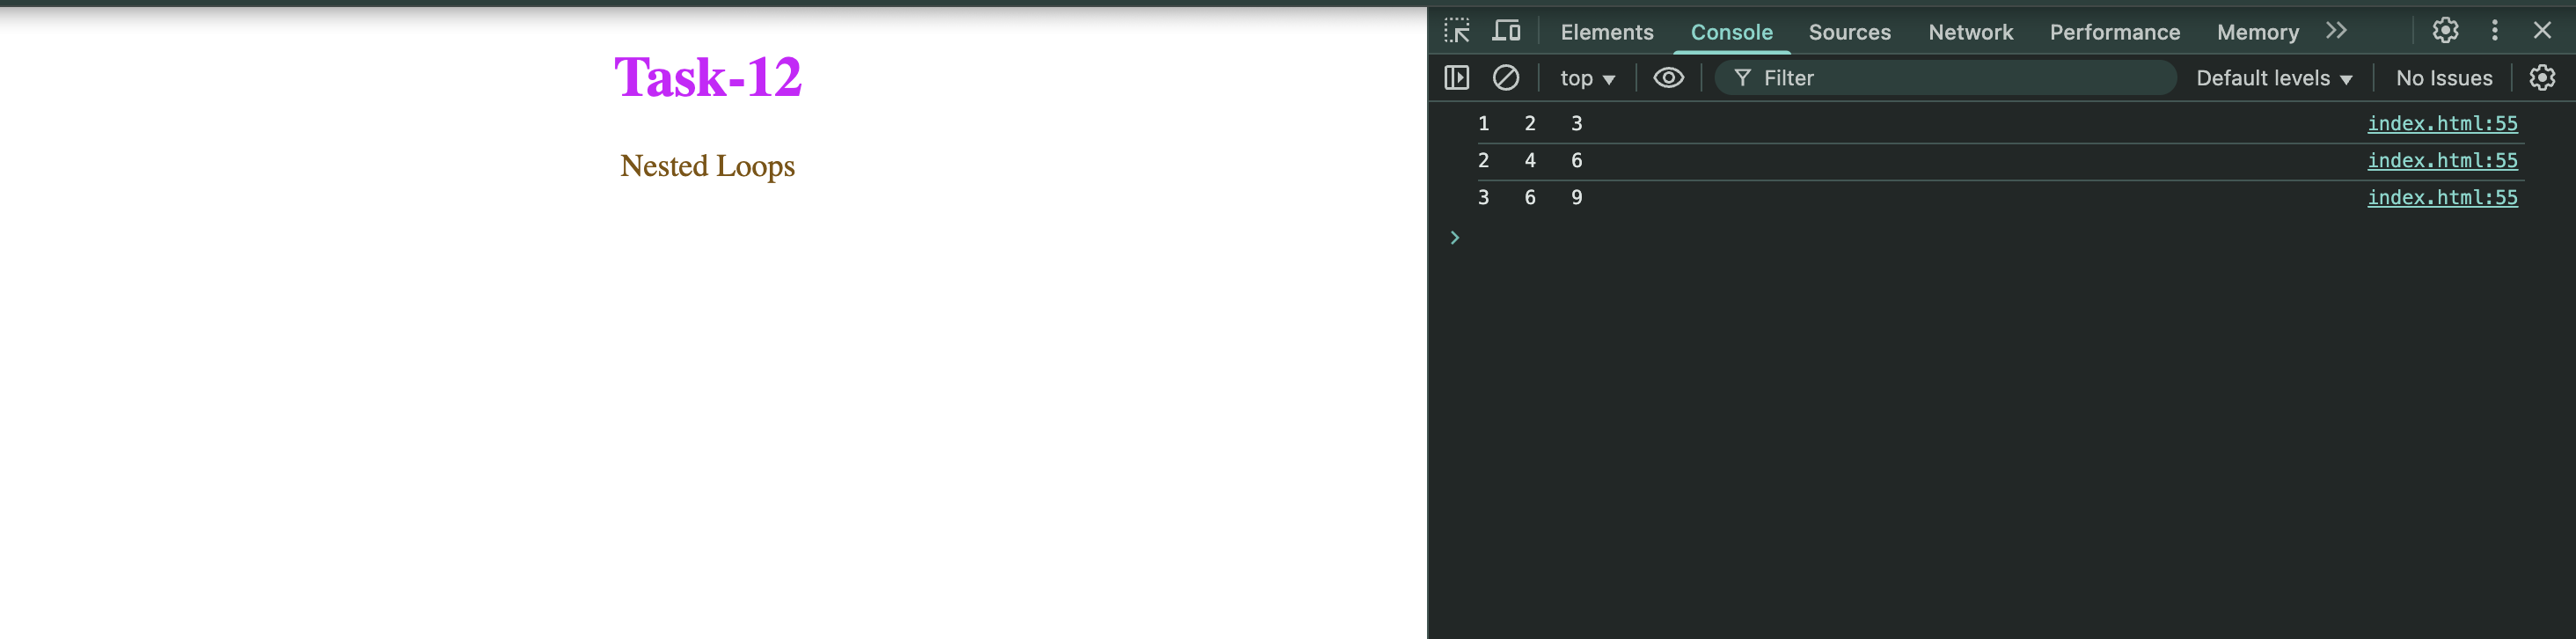 Task-12
Nested Loops
Elements Console Sources Network Performance Memory
top Filter Default levels No Issues
1 2 3 index.html:55
2 4 6 index.html:55
3 6 9 index.html:55